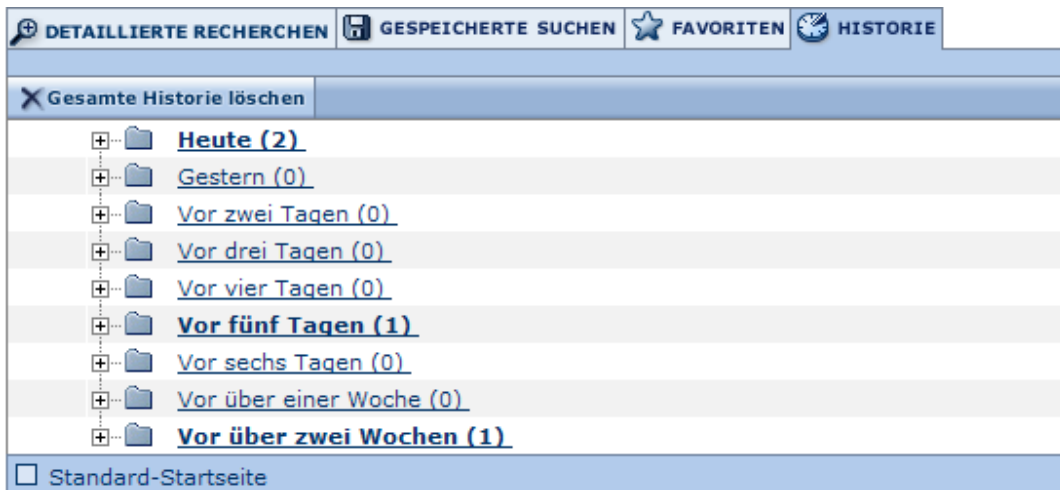 DETAILLIERTE RECHERCHEN GESPEICHERTE SUCHEN FAVORITEN HISTORIE
Gesamte Historie löschen
Heute (2)
Gestern (0)
Vor zwei Tagen (0)
Vor drei Tagen (0)
Vor vier Tagen (0)
Vor fünf Tagen (1)
Vor sechs Tagen (0)
Vor über einer Woche (0)
Vor über zwei Wochen (1)
Standard-Startseite